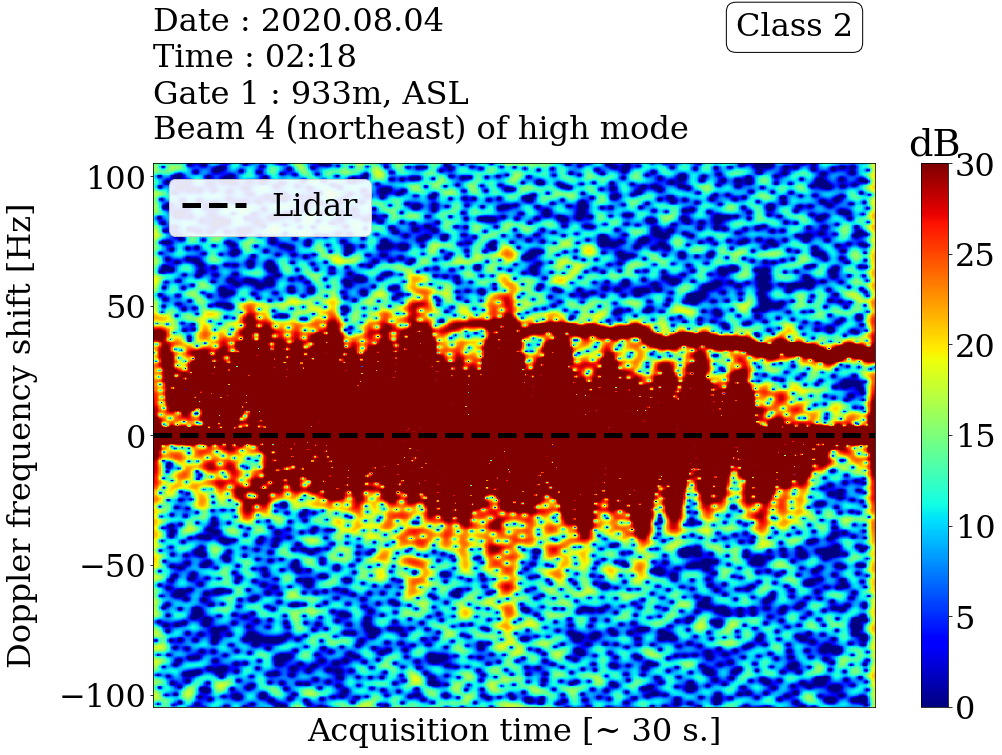 Date : 2020.08.04
Time : 02:18
Gate 1 : 933m, ASL
Beam 4 (northeast) of high mode
Class 2
dB
Lidar
Doppler frequency shift [Hz]
100
50
0
−50
−100
30
25
20
15
10
5
0
Acquisition time [~ 30 s.]